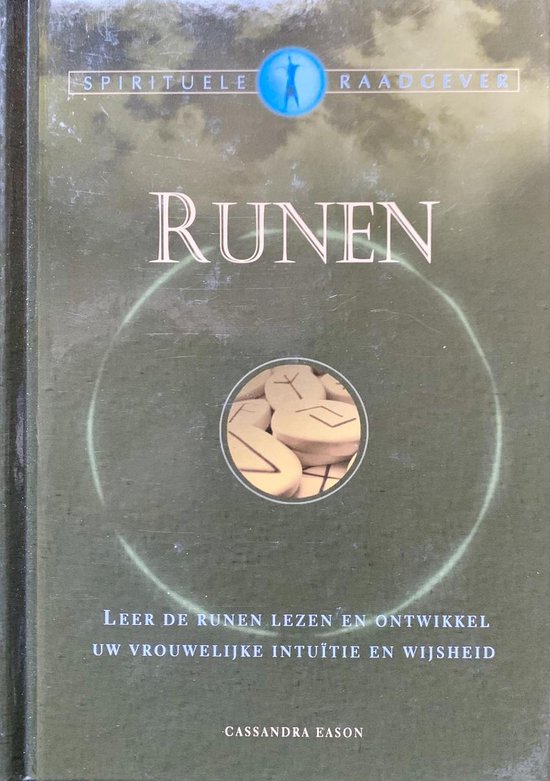 SPIRITUELE RAADGEVER
RUNEN
LEER DE RUNEN LEZEN EN ONTWIKKEL
UW VROUWELIJKE INTUÏTIE EN WIJSHEID
CASSANDRA EASON